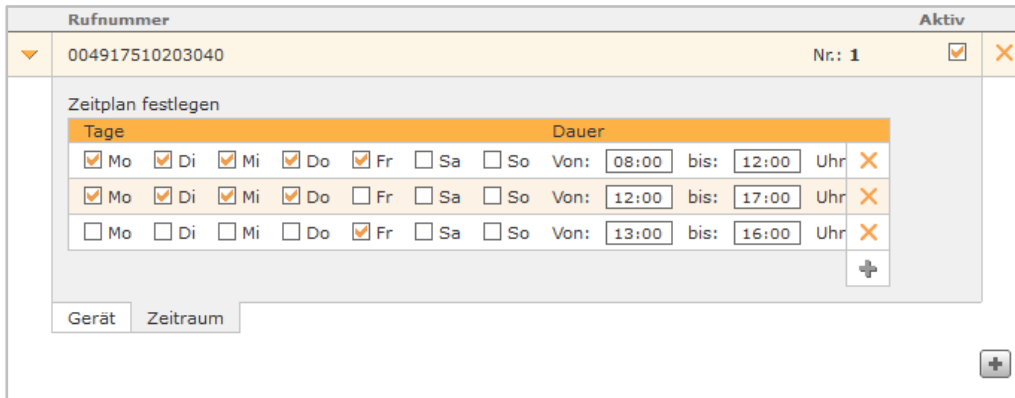 Rufnummer Aktiv
004917510203040 Nr.: 1
Zeitplan festlegen
Tage Dauer
Mo Di Mi Do Fr Sa So Von: 08:00 bis: 12:00 Uhr
Mo Di Mi Do Fr Sa So Von: 12:00 bis: 17:00 Uhr
Mo Di Mi Do Fr Sa So Von: 13:00 bis: 16:00 Uhr
Gerät Zeitraum